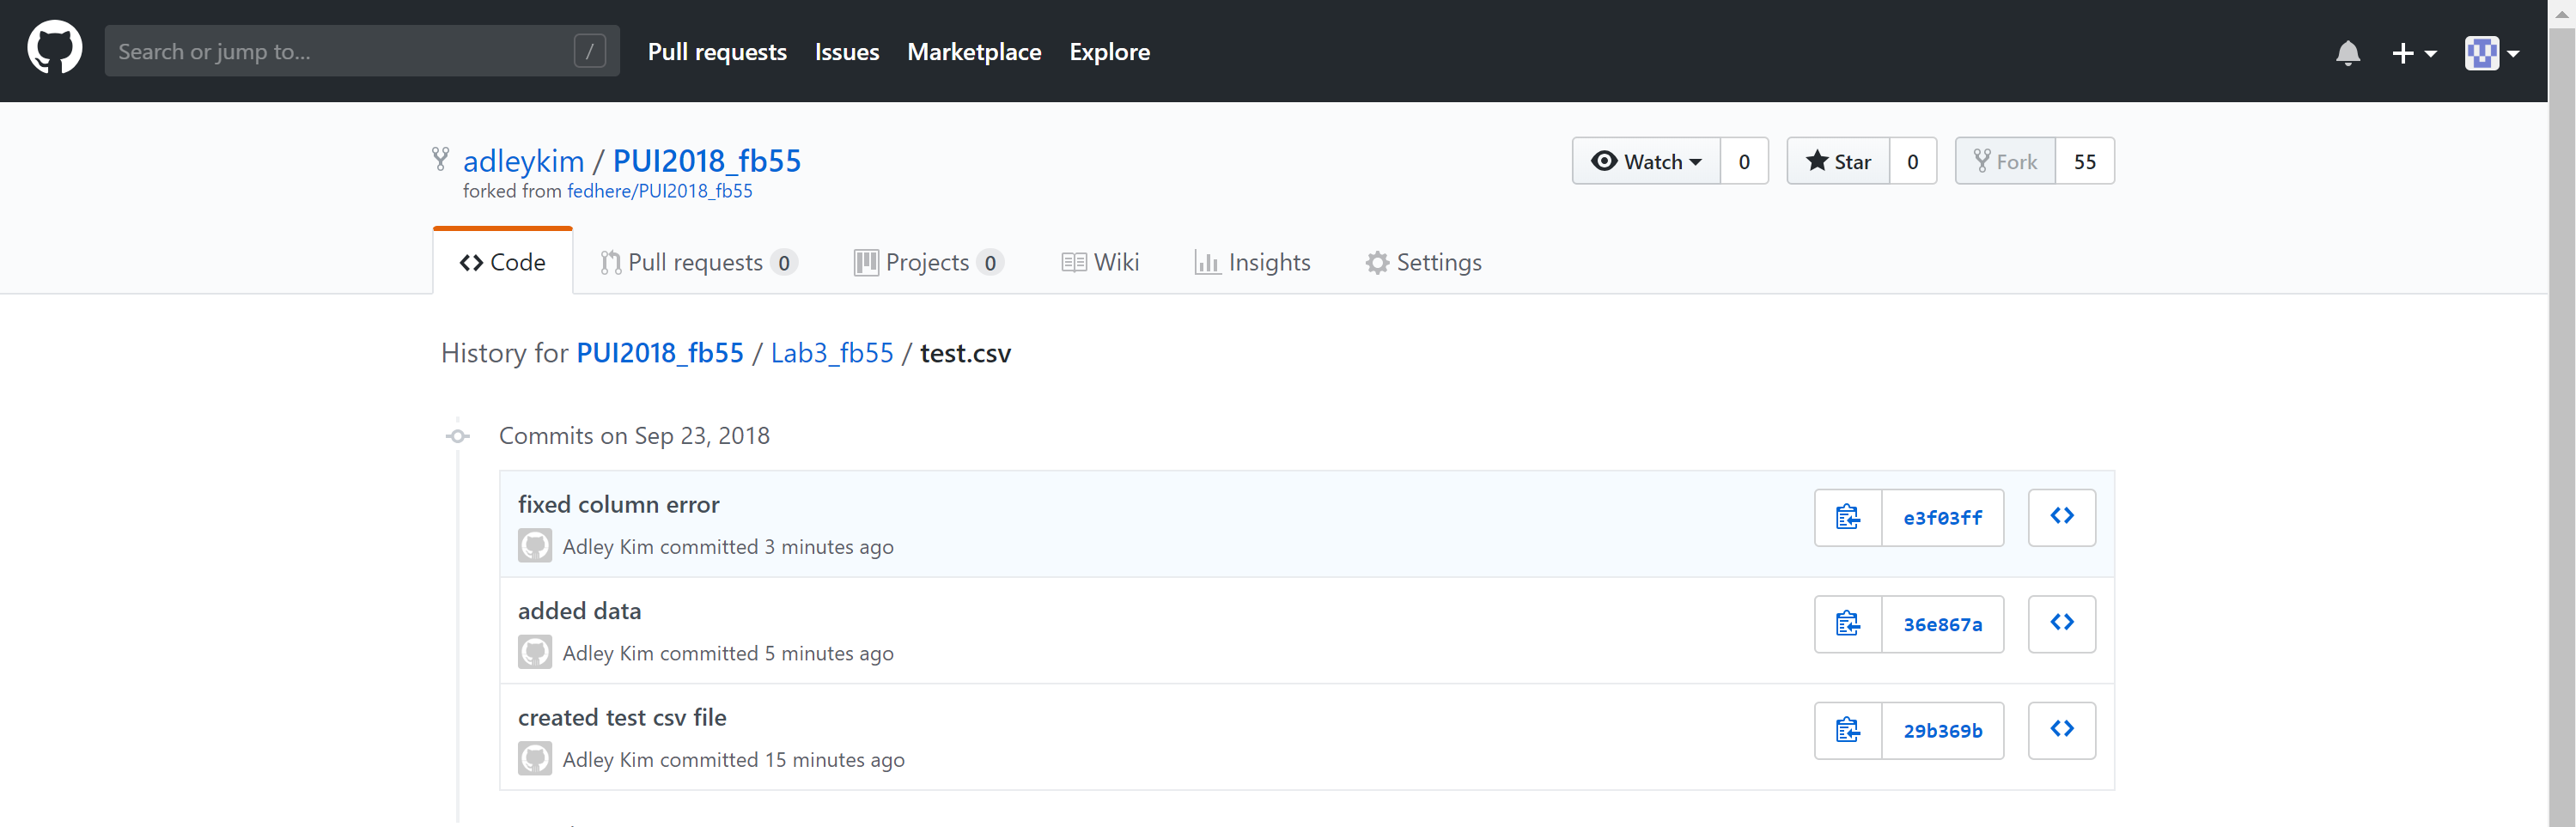 Search or jump to... / Pull requests Issues Marketplace Explore
adleykim / PUI2018_fb55 Watch 0 Star 0 Fork 55
forked from fedhere/PUI2018_fb55
Code Pull requests 0 Projects 0 Wiki Insights Settings
History for PUI2018_fb55 / Lab3_fb55 / test.csv
Commits on Sep 23, 2018
fixed column error e3f03ff
Adley Kim committed 3 minutes ago
added data 36e867a
Adley Kim committed 5 minutes ago
created test csv file 29b369b
Adley Kim committed 15 minutes ago